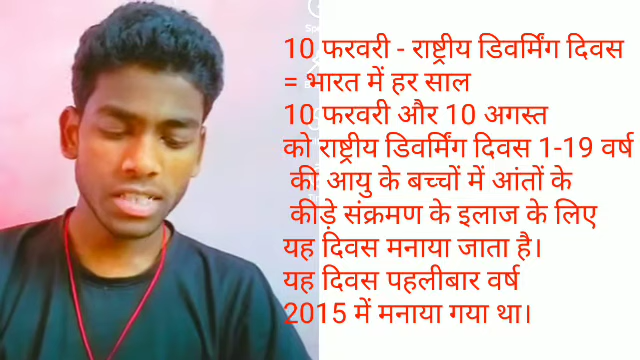 10 फरवरी - राष्ट्रीय डिवर्मिंग दिवस
= भारत में हर साल
10 फरवरी और 10 अगस्त
को राष्ट्रीय डिवर्मिंग दिवस 1-19 वर्ष
की आयु के बच्चों में आंतों के
कीड़े संक्रमण के इलाज के लिए
यह दिवस मनाया जाता है।
यह दिवस पहलीबार वर्ष
2015 में मनाया गया था।